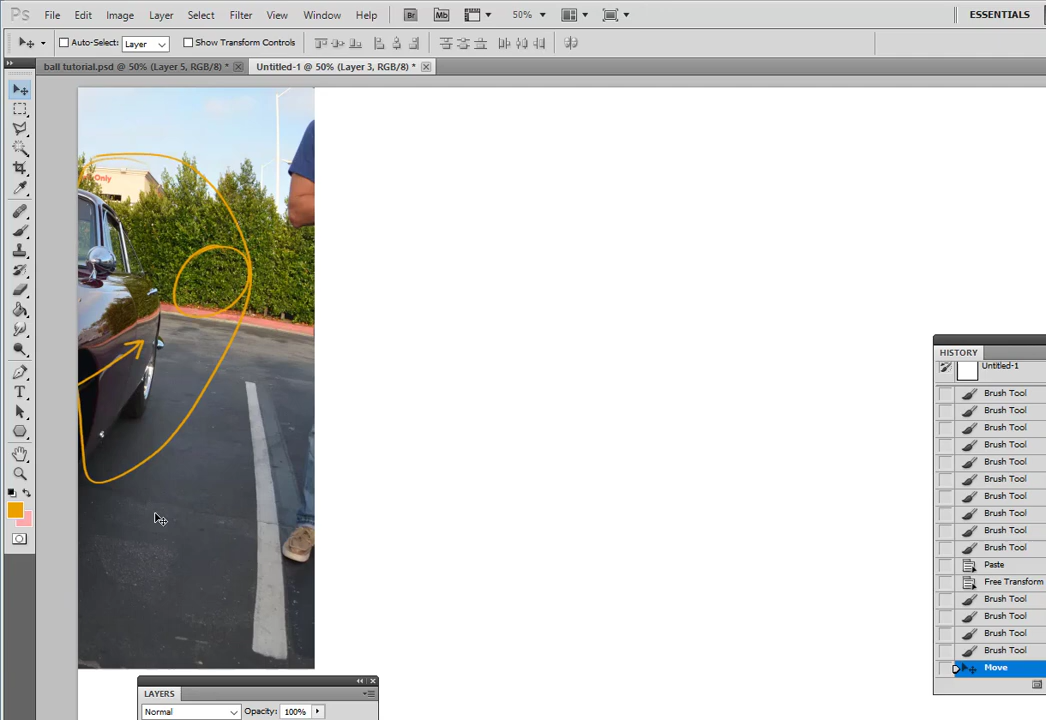 Ps File Edit Image Layer Select Filter View Window Help Br Mb 50% ESSENTIALS
Auto-Select: Layer Show Transform Controls
ball tutorial.psd @ 50% (Layer 5, RGB/8) * Untitled-1 @ 50% (Layer 3, RGB/8) *
Only
T
HISTORY
Untitled-1
Brush Tool
Brush Tool
Brush Tool
Brush Tool
Brush Tool
Brush Tool
Brush Tool
Brush Tool
Brush Tool
Brush Tool
Paste
Free Transform
Brush Tool
Brush Tool
Brush Tool
Brush Tool
Move
LAYERS
Normal Opacity: 100%